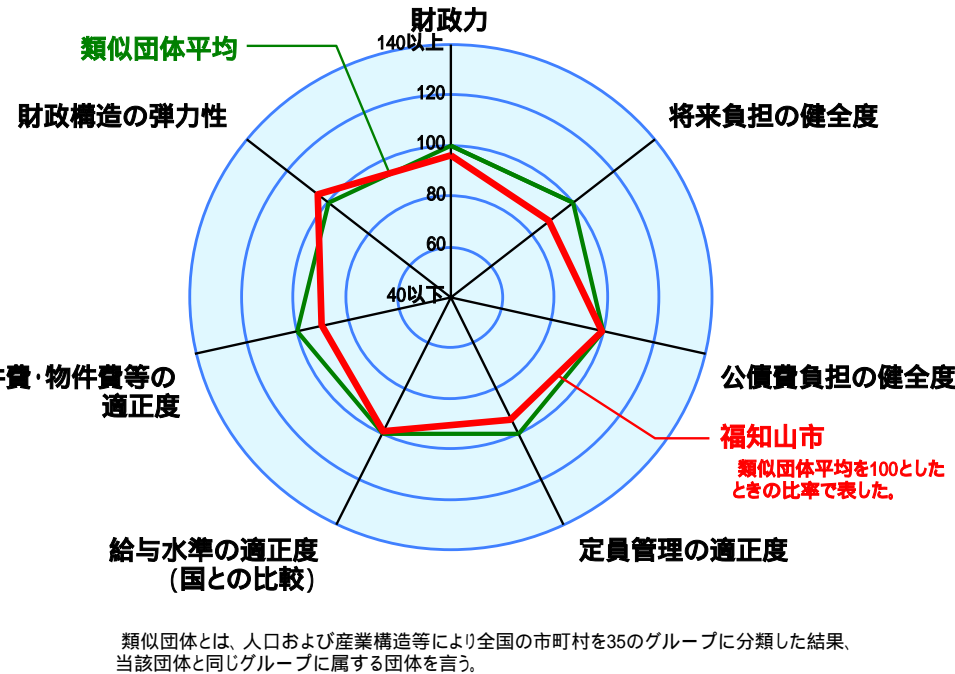 財政力
140以上
類似団体平均
120
財政構造の弾力性
将来負担の健全度
100
80
60
40以下
件費・物件費等の
適正度
公債費負担の健全度
福知山市
類似団体平均を100とした
ときの比率で表した。
給与水準の適正度
(国との比較)
定員管理の適正度
類似団体とは、人口および産業構造等により全国の市町村を35のグループに分類した結果、
当該団体と同じグループに属する団体を言う。